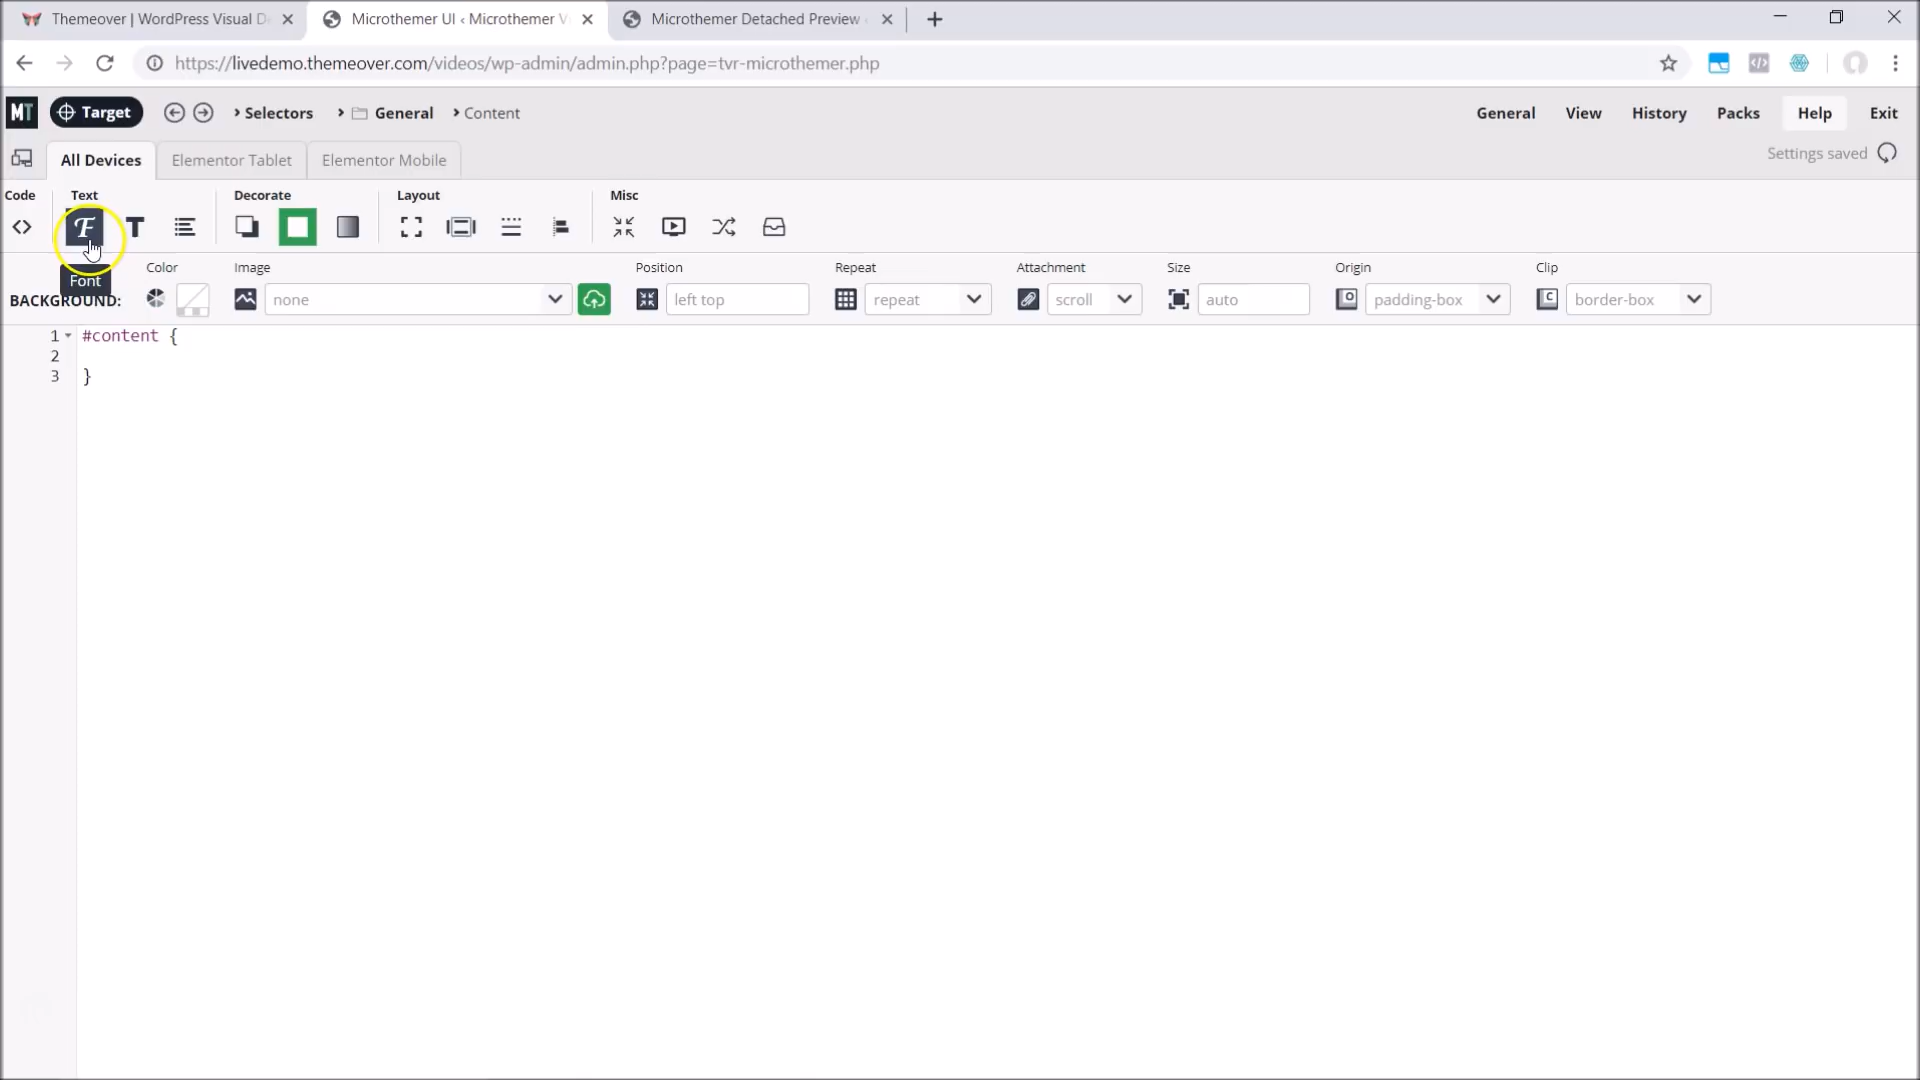 Themeover | WordPress Visual D
Microthemer UI ‹ Microthemer V
Microthemer Detached Preview ‹
https://livedemo.themeover.com/videos/wp-admin/admin.php?page=tvr-microthemer.php
MT
Target
Selectors
General
Content
General
View
History
Packs
Help
Exit
All Devices
Elementor Tablet
Elementor Mobile
Settings saved
Code
Text
Decorate
Layout
Misc
Font
BACKGROUND:
Color
Image
Position
Repeat
Attachment
Size
Origin
Clip
none
left top
repeat
scroll
auto
padding-box
border-box
1 #content {
2
3 }